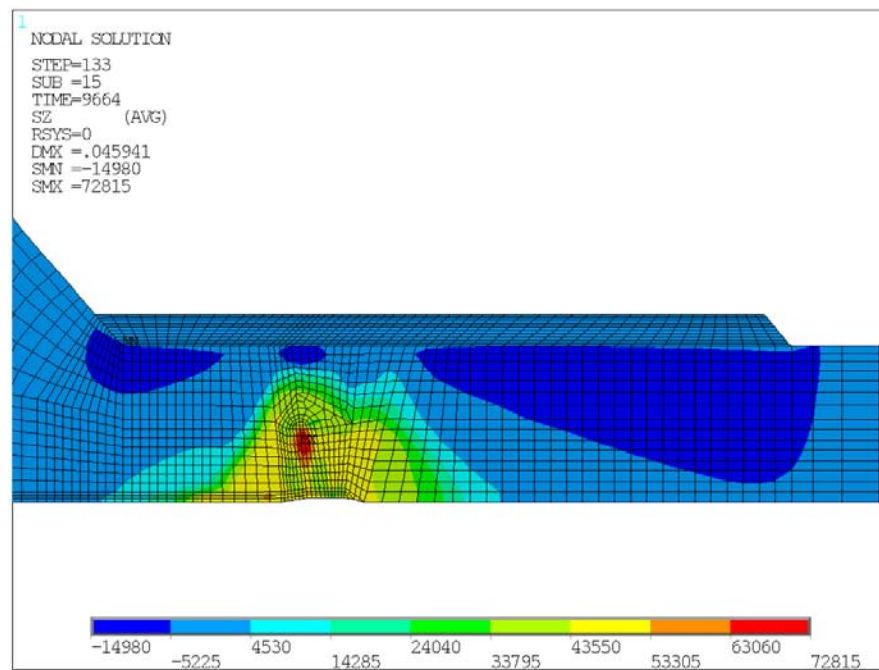 1
NODAL SOLUTION
STEP=133
SUB =15
TIME=9664
SZ (AVG)
RSYS=0
DMX =.045941
SMN =-14980
SMX =72815
-14980 4530 24040 43550 63060
-5225 14285 33795 53305 72815